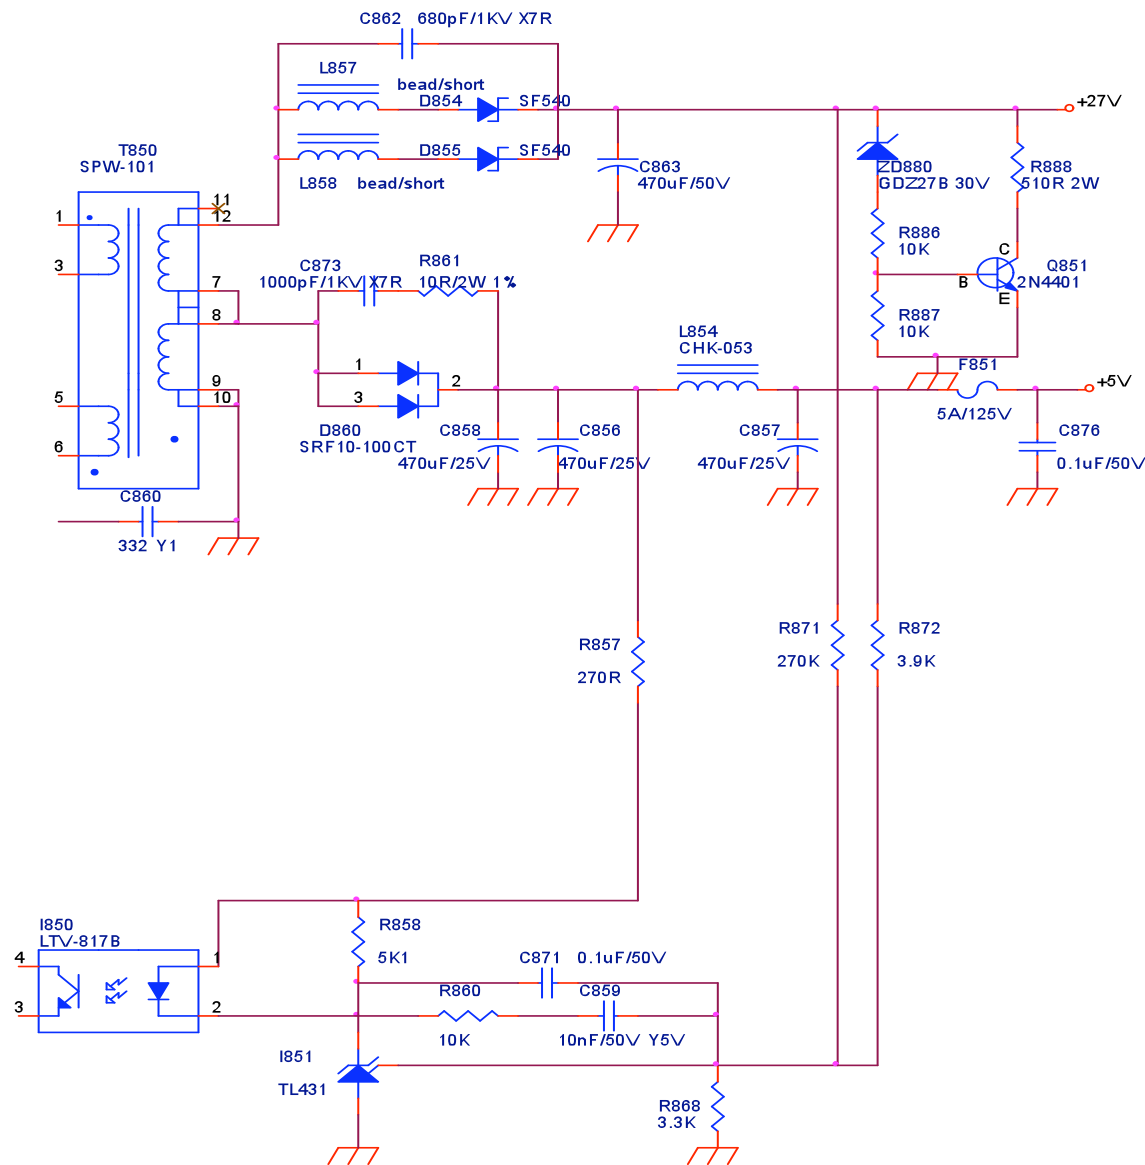 C862 680pF/1KV X7R
L857
bead/short
D854 SF540
+27V
T850
SPW-101
D855 SF540
L858 bead/short
C863
470uF/50V
ZD880
GDZ27B 30V
R888
510R 2W
11
12
1
3
7
8
9
10
5
6
R886
10K
C
B
E
Q851
2N4401
C873
1000pF/1KV X7R
R861
10R/2W 1%
R887
10K
L854
CHK-053
F851
5A/125V
+5V
1
3
2
D860
SRF10-100CT
C858
470uF/25V
C856
470uF/25V
C857
470uF/25V
C876
0.1uF/50V
C860
332 Y1
R857
270R
R871
270K
R872
3.9K
I850
LTV-817B
4
3
1
2
R858
5K1
C871 0.1uF/50V
R860
10K
C859
10nF/50V Y5V
I851
TL431
R868
3.3K